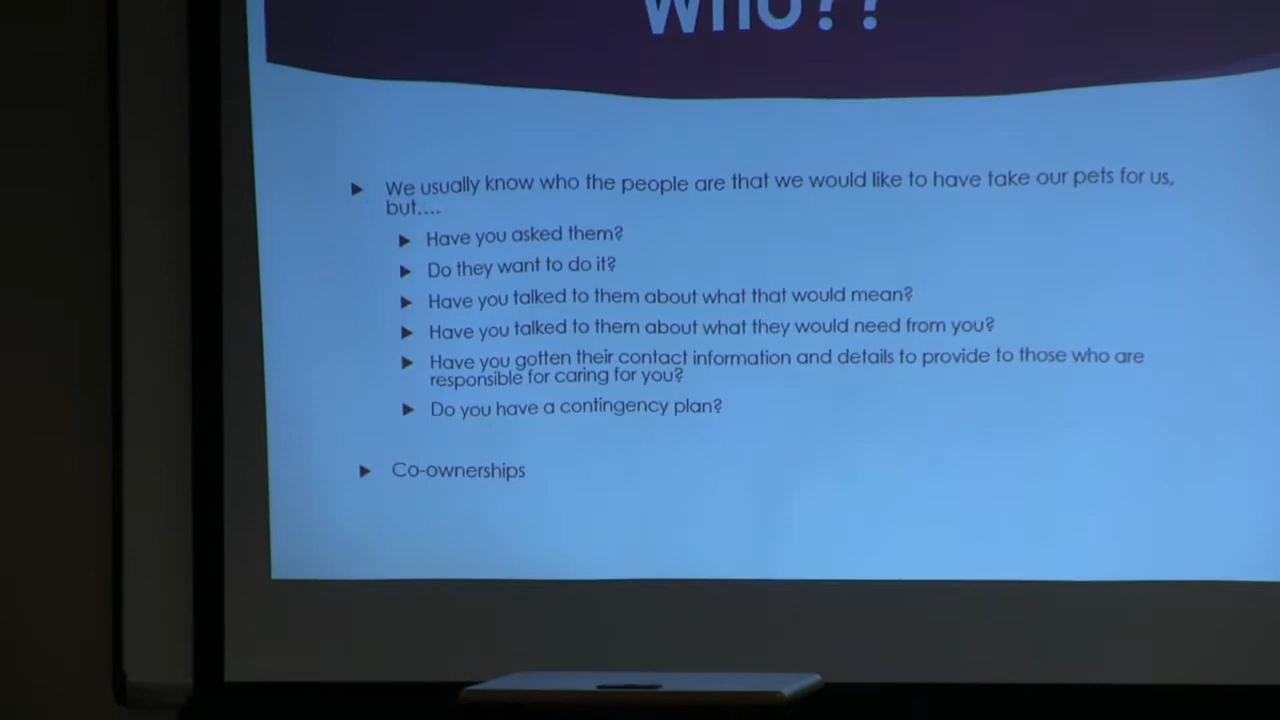 Who??
We usually know who the people are that we would like to have take our pets for us,
but....
Have you asked them?
Do they want to do it?
Have you talked to them about what that would mean?
Have you talked to them about what they would need from you?
Have you gotten their contact information and details to provide to those who are
responsible for caring for you?
Do you have a contingency plan?
Co-ownerships